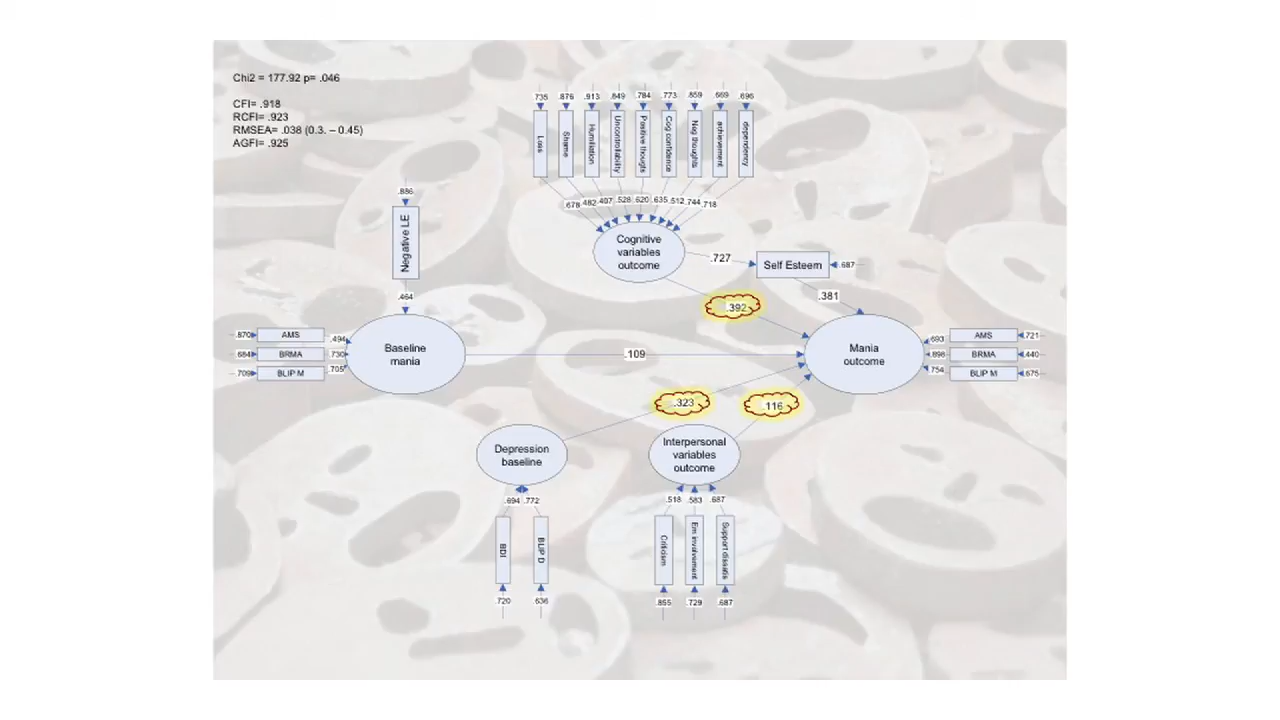 Chi2 = 177.92 p= .046
CFI= .918
RCFI= .923
RMSEA= .038 (0.3. – 0.45)
AGFI= .925
.735 .876 .913 .849 .784 .773 .859 .669 .696
Loss
Shame
Humiliation
Uncontrollability
Positive thougts
Cog confidence
Neg thoughts
achievement
dependency
.678 .482 .497 .528 .620 .635 .512 .744 .718
.886
Negative LE
.464
Cognitive
variables
outcome
.727
Self Esteem
.687
.392
.381
.870 AMS .494
.684 BRMA .730
.709 BLIP M .705
Baseline
mania
.109
Mania
outcome
.693 AMS .721
.898 BRMA .440
.754 BLIP M .675
.323
.116
Depression
baseline
Interpersonal
variables
outcome
.694 .772
.518 .583 .687
BDI
BLIP D
Criticism
Em involvement
Support dissatis
.720 .636
.855 .729 .687